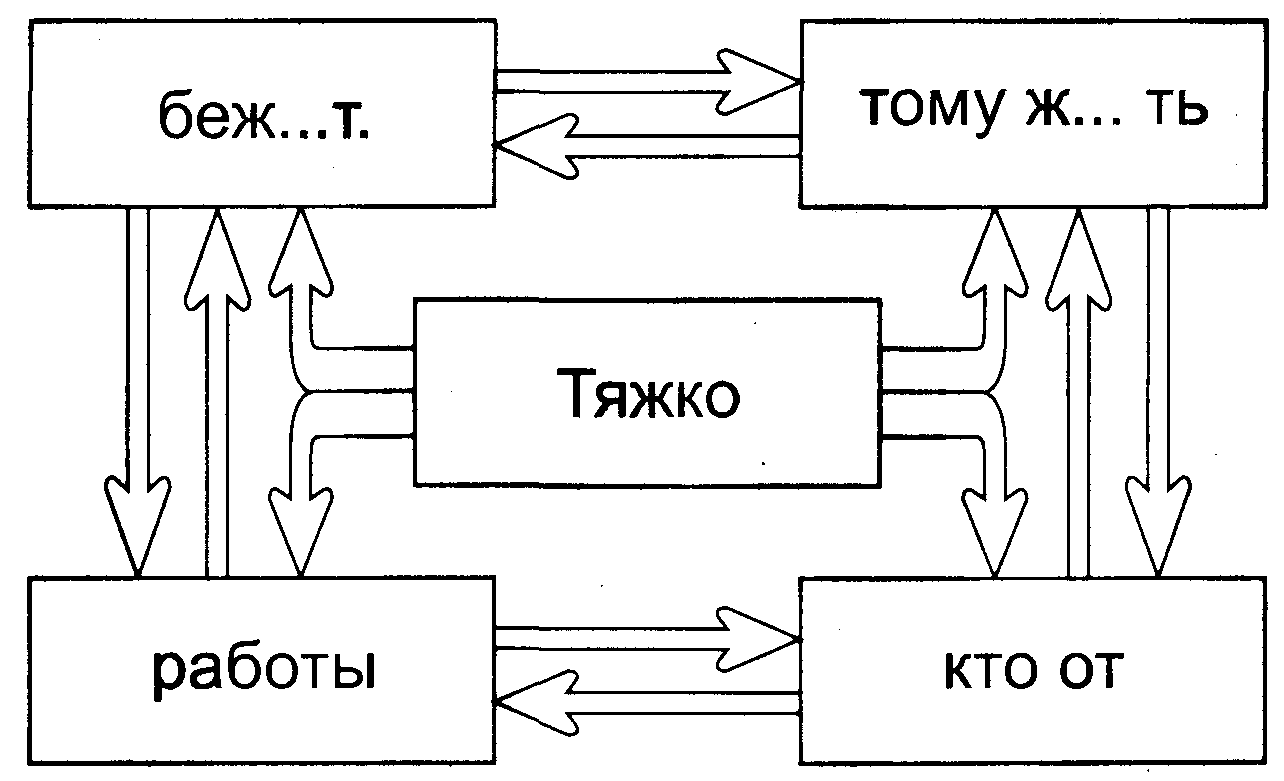 беж...т.
тому ж... ть
Тяжко
работы
кто от